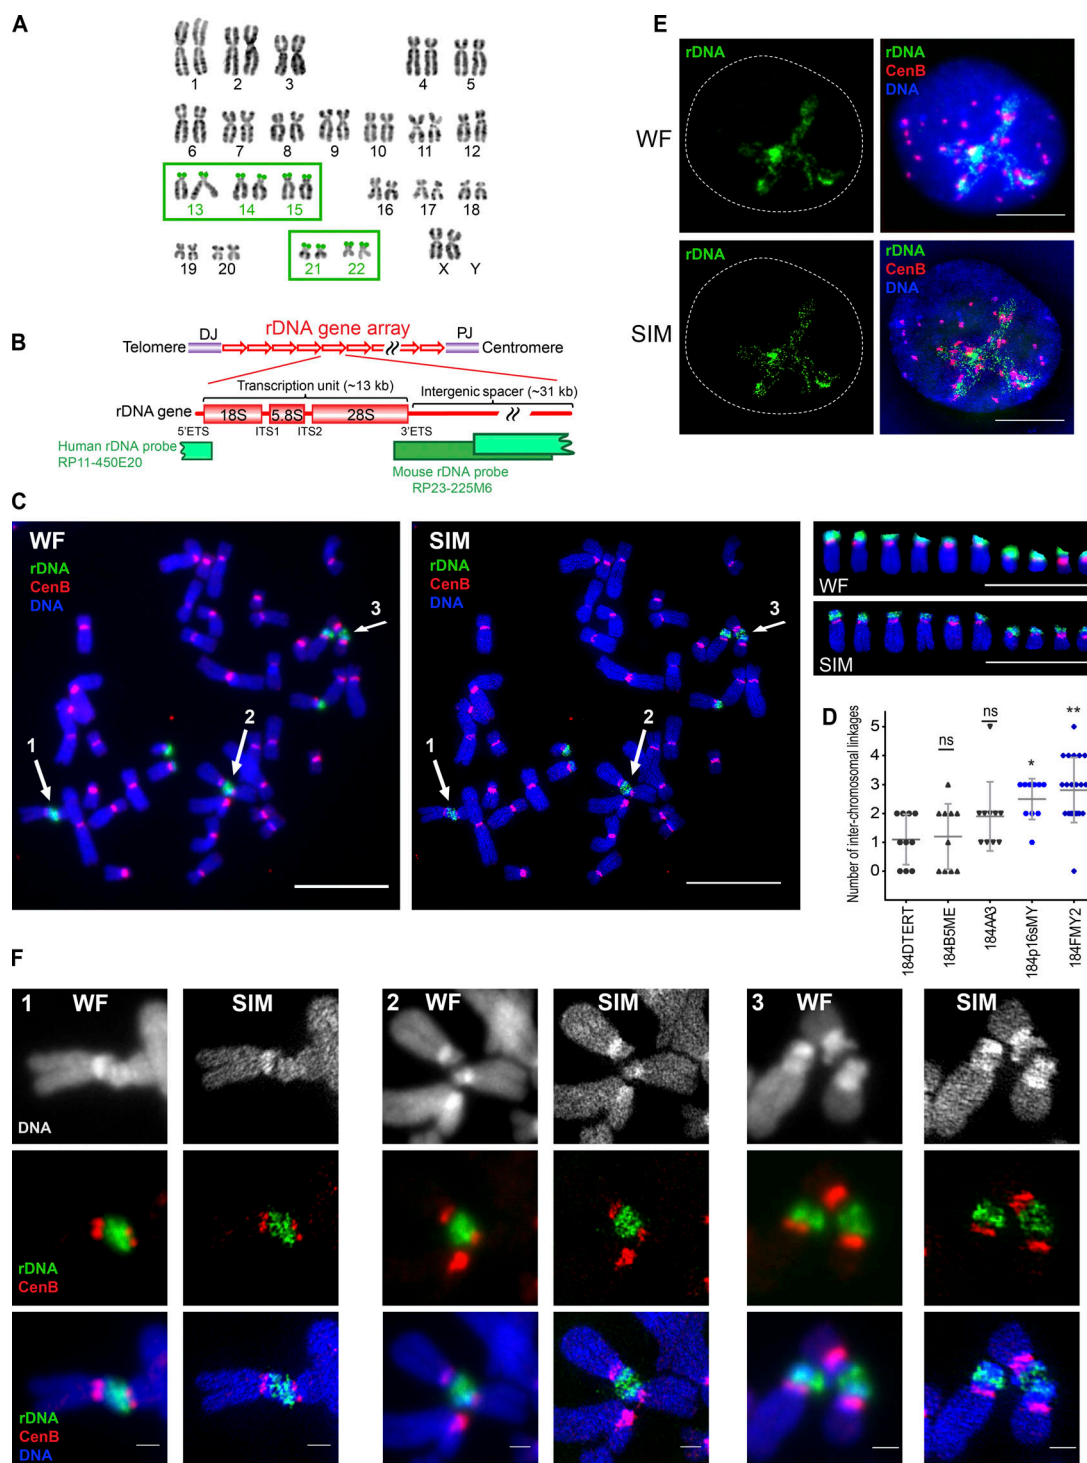 A
1 2 3 4 5
6 7 8 9 10 11 12
13 14 15 16 17 18
19 20 21 22 X Y
B
DJ rDNA gene array PJ
Telomere Centromere
Transcription unit (~13 kb) Intergenic spacer (~31 kb)
rDNA gene 18S 5.8S 28S
5'ETS ITS1 ITS2 3'ETS
Human rDNA probe
RP11-450E20
Mouse rDNA probe
RP23-225M6
C
WF
rDNA
CenB
DNA
1
2
3
SIM
rDNA
CenB
DNA
1
2
3
WF
SIM
D
Number of inter-chromosomal linkages
5
4
3
2
1
0
ns
ns
*
**
184DTERT
184B5ME
184AA3
184p16sMY
184FMY2
E
WF
rDNA
rDNA
CenB
DNA
SIM
rDNA
rDNA
CenB
DNA
F
1 WF SIM 2 WF SIM 3 WF SIM
DNA
rDNA
CenB
rDNA
CenB
DNA